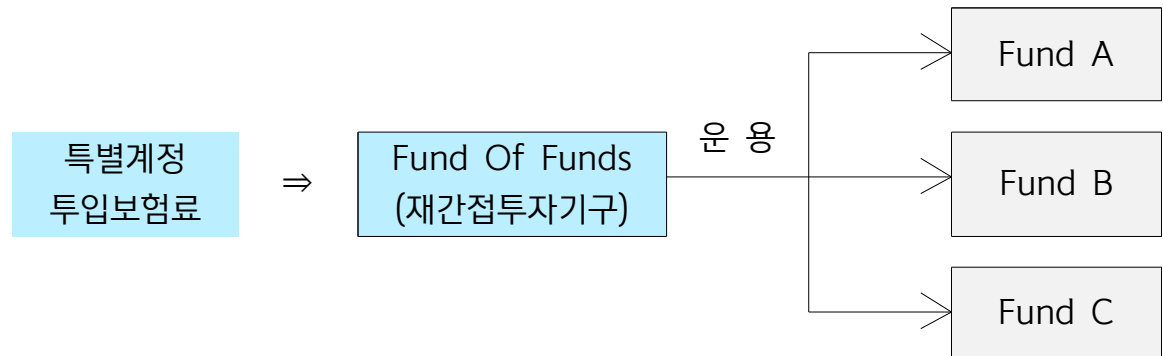 특별계정
투입보험료
⇒
Fund Of Funds
(재간접투자기구)
운 용
Fund A
Fund B
Fund C